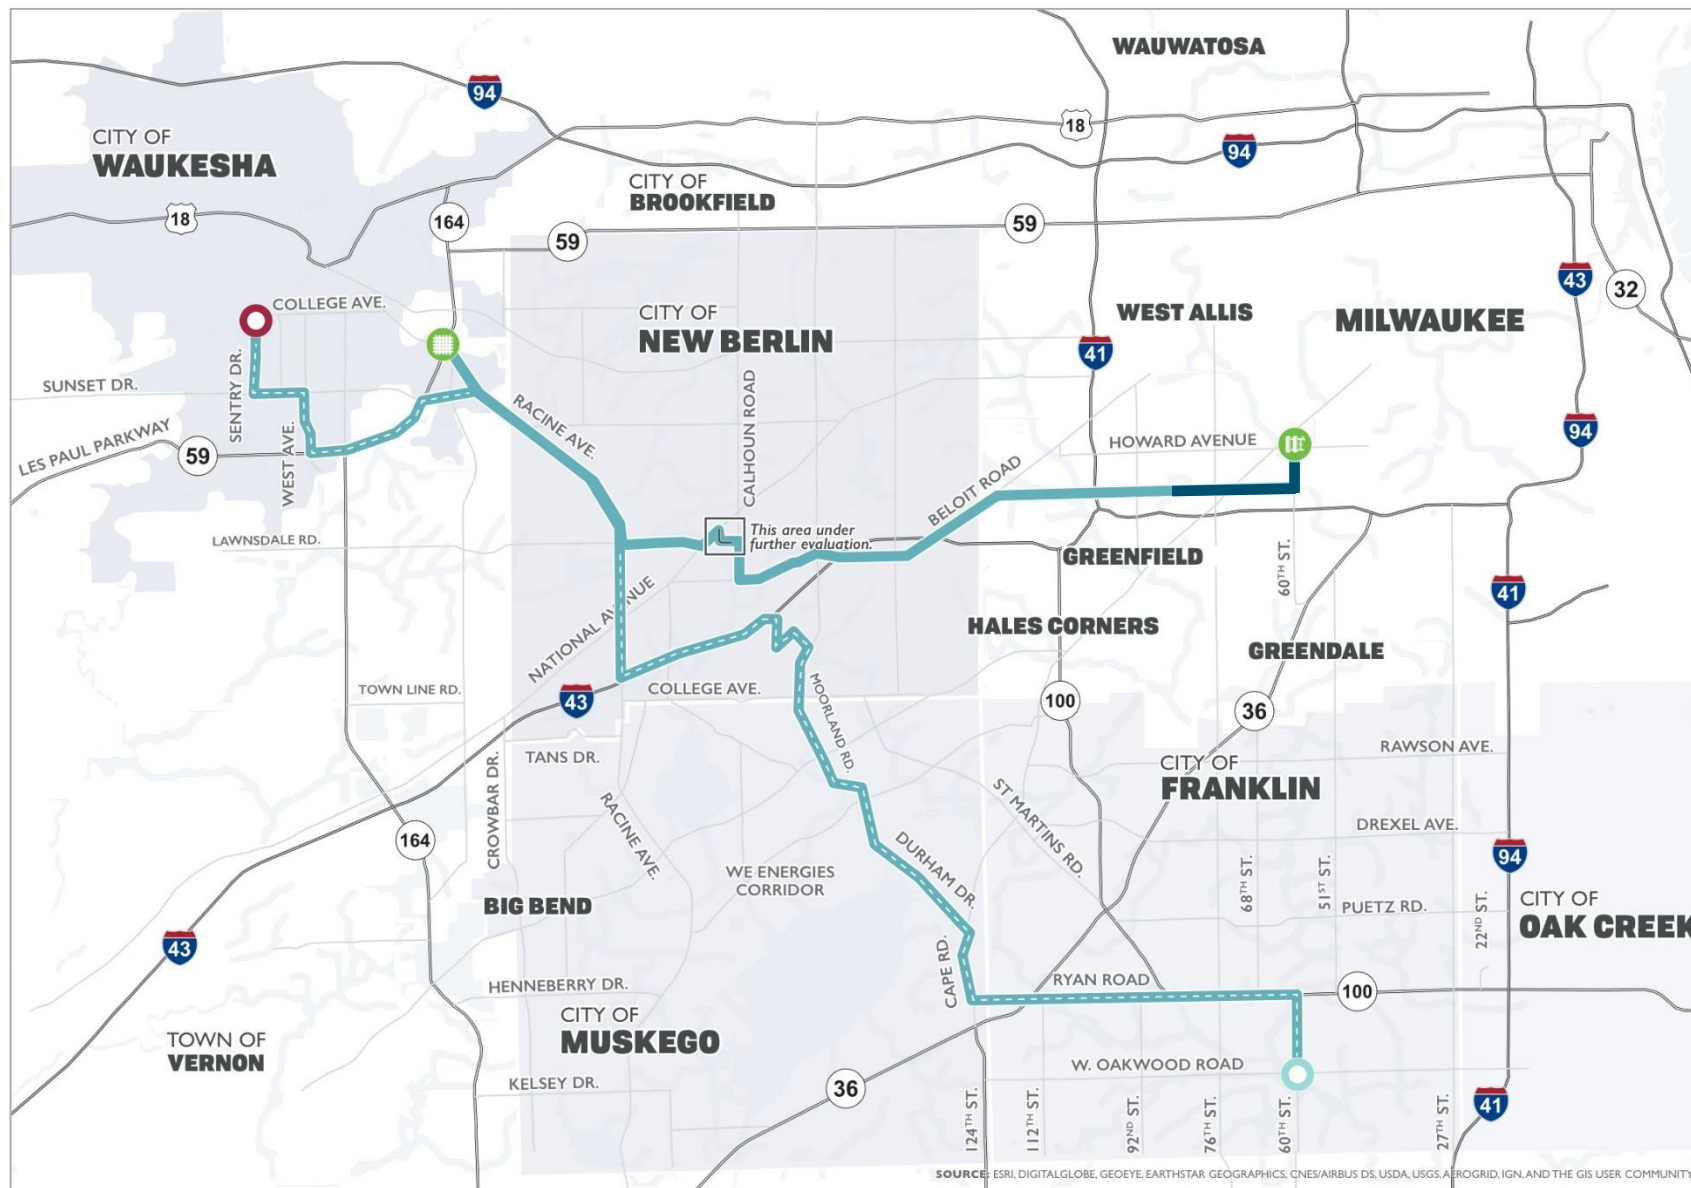 WAUWATOSA
94
18
CITY OF
WAUKESHA
94
CITY OF
BROOKFIELD
18
164
59
59
43
32
COLLEGE AVE.
CITY OF
NEW BERLIN
WEST ALLIS
MILWAUKEE
41
SUNSET DR.
SENTRY DR.
RACINE AVE.
CALHOUN ROAD
LES PAUL PARKWAY
59
WEST AVE.
HOWARD AVENUE
94
BELOIT ROAD
LAWNSDALE RD.
This area under
further evaluation.
GREENFIELD
60TH ST.
41
NATIONAL AVENUE
HALES CORNERS
GREENDALE
TOWN LINE RD.
43
COLLEGE AVE.
MOORLAND RD.
100
36
TANS DR.
CITY OF
FRANKLIN
RAWSON AVE.
CROWBAR DR.
RACINE AVE.
ST MARTINS RD.
DREXEL AVE.
164
94
WE ENERGIES
CORRIDOR
DURHAM DR.
68TH ST.
51ST ST.
BIG BEND
PUETZ RD.
22ND ST.
CITY OF
OAK CREEK
43
HENNEBERRY DR.
CAPE RD.
RYAN ROAD
100
CITY OF
MUSKEGO
TOWN OF
VERNON
W. OAKWOOD ROAD
KELSEY DR.
36
41
124TH ST.
112TH ST.
92ND ST.
76TH ST.
60TH ST.
27TH ST.
SOURCE: ESRI, DIGITALGLOBE, GEOEYE, EARTHSTAR GEOGRAPHICS, CNES/AIRBUS DS, USDA, USGS, AEROGRID, IGN, AND THE GIS USER COMMUNITY